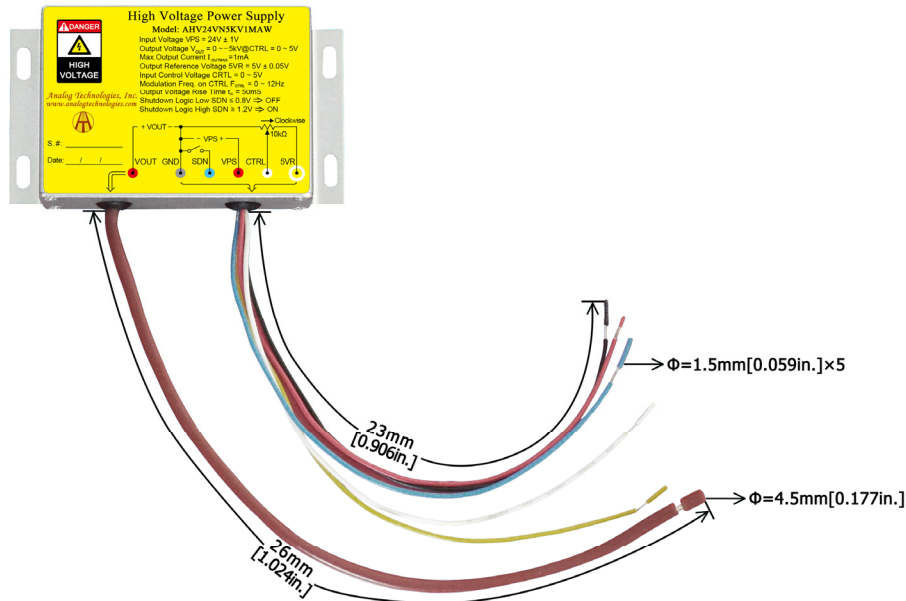 High Voltage Power Supply
Model: AHV24VN5KV1MAW
DANGER
HIGH
VOLTAGE
Input Voltage VPS = 24V ± 1V
Output Voltage VOUT = 0 ~ −5kV@CTRL = 0 ~ 5V
Max.Output Current IOUTMAX =1mA
Output Reference Voltage 5VR = 5V ± 0.05V
Input Control Voltage CRTL = 0 ~ 5V
Modulation Freq. on CTRL FCTRL = 0 ~ 12Hz
Output Voltage Rise Time tr = 50mS
Shutdown Logic Low SDN ≤ 0.8V ⇒ OFF
Shutdown Logic High SDN ≥ 1.2V ⇒ ON
Analog Technologies, Inc.
www.analogtechnologies.com
S.#:
Date: / /
Clockwise
+ VOUT −
10kΩ
− VPS +
VOUT GND SDN VPS CTRL 5VR
Φ=1.5mm[0.059in.]×5
23mm
[0.906in.]
Φ=4.5mm[0.177in.]
26mm
[1.024in.]